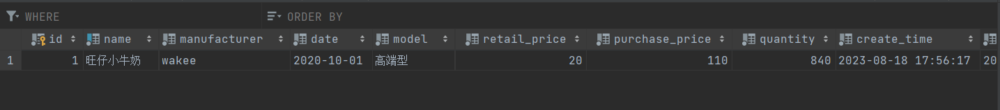 WHERE ORDER BY
id name manufacturer date model retail_price purchase_price quantity create_time
1 1 旺仔小牛奶 wakee 2020-10-01 高端型 20 110 840 2023-08-18 17:56:17 20